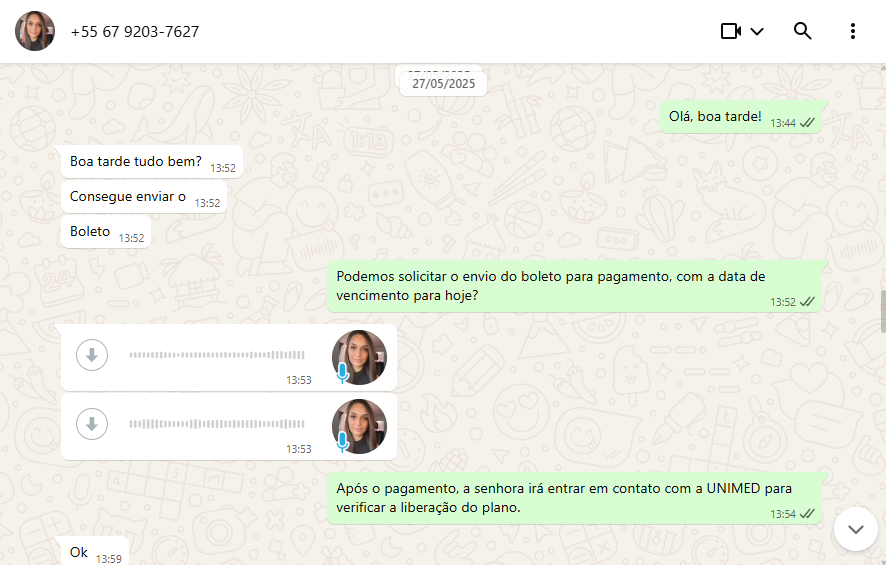 +55 67 9203-7627
27/05/2025
Olá, boa tarde! 13:44
Boa tarde tudo bem? 13:52
Consegue enviar o 13:52
Boleto 13:52
Podemos solicitar o envio do boleto para pagamento, com a data de
vencimento para hoje?
13:52
13:53
13:53
Após o pagamento, a senhora irá entrar em contato com a UNIMED para
verificar a liberação do plano.
13:54
Ok 13:59